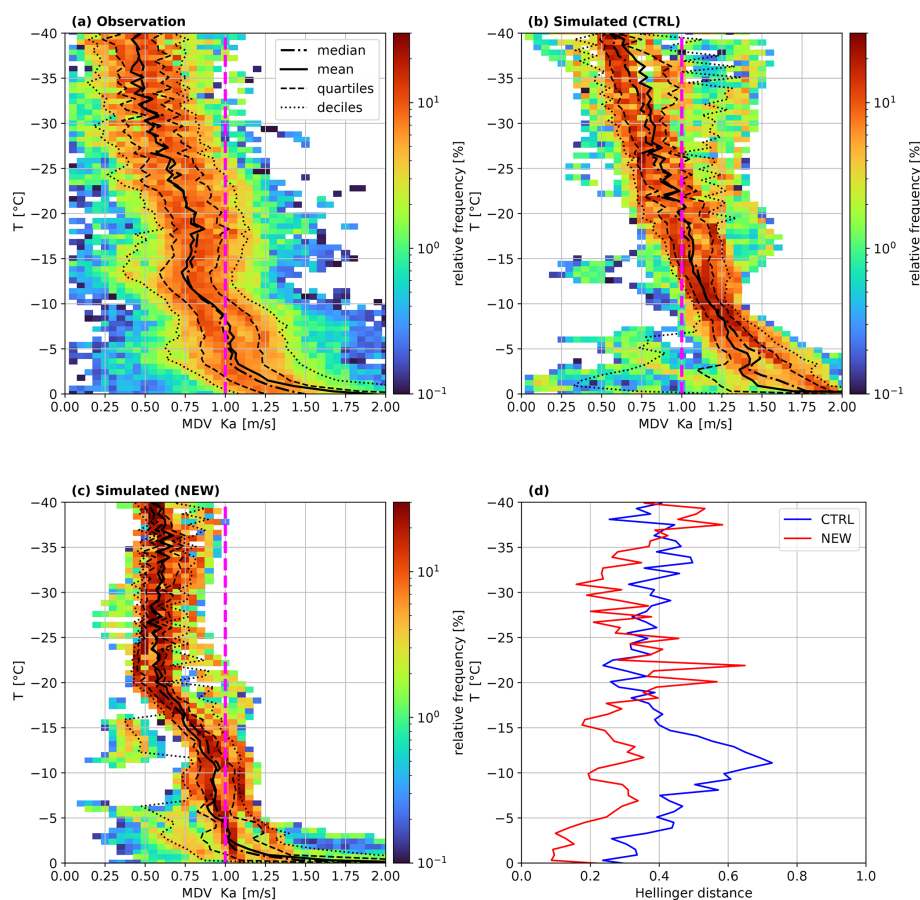 (a) Observation
(b) Simulated (CTRL)
−40
−35
−30
−25
−20
−15
−10
−5
0
T [°C]
median
mean
quartiles
deciles
0.00 0.25 0.50 0.75 1.00 1.25 1.50 1.75 2.00
MDV Ka [m/s]
10¹
10⁰
10⁻¹
relative frequency [%]
−40
−35
−30
−25
−20
−15
−10
−5
0
T [°C]
0.00 0.25 0.50 0.75 1.00 1.25 1.50 1.75 2.00
MDV Ka [m/s]
10¹
10⁰
10⁻¹
relative frequency [%]
(c) Simulated (NEW)
(d)
−40
−35
−30
−25
−20
−15
−10
−5
0
T [°C]
0.00 0.25 0.50 0.75 1.00 1.25 1.50 1.75 2.00
MDV Ka [m/s]
10¹
10⁰
10⁻¹
relative frequency [%]
−40
−35
−30
−25
−20
−15
−10
−5
0
T [°C]
CTRL
NEW
0.0 0.2 0.4 0.6 0.8 1.0
Hellinger distance